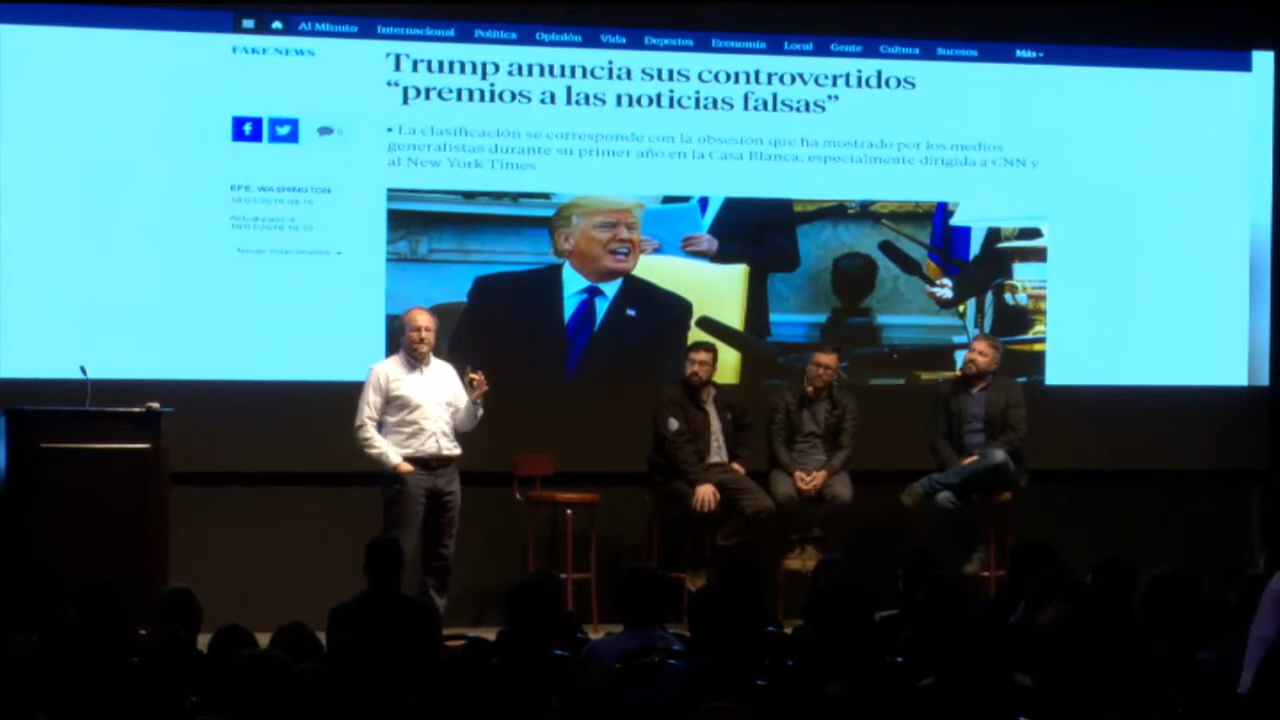 Al Minuto Internacional Política Opinión Vida Deportes Economía Local Gente Cultura Sucesos Más
FAKE NEWS
Trump anuncia sus controvertidos
“premios a las noticias falsas”
f
0
• La clasificación se corresponde con la obsesión que ha mostrado por los medios
generalistas durante su primer año en la Casa Blanca, especialmente dirigida a CNN y
al New York Times
EFE, WASHINGTON